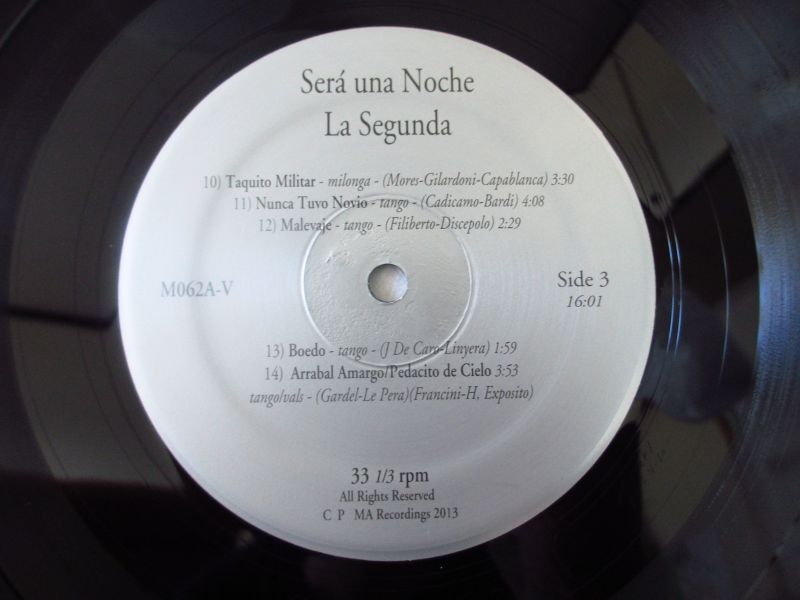 Será una Noche
La Segunda
10) Taquito Militar - milonga - (Mores-Gilardoni-Capablanca) 3:30
11) Nunca Tuvo Novio - tango - (Cadicamo-Bardi) 4:08
12) Malevaje - tango - (Filiberto-Discepolo) 2:29
M062A-V
Side 3
16:01
13) Boedo - tango - (J De Caro-Linyera) 1:59
14) Arrabal Amargo/Pedacito de Cielo 3:53
tango/vals - (Gardel-Le Pera)(Francini-H, Exposito)
33 1/3 rpm
All Rights Reserved
C P MA Recordings 2013